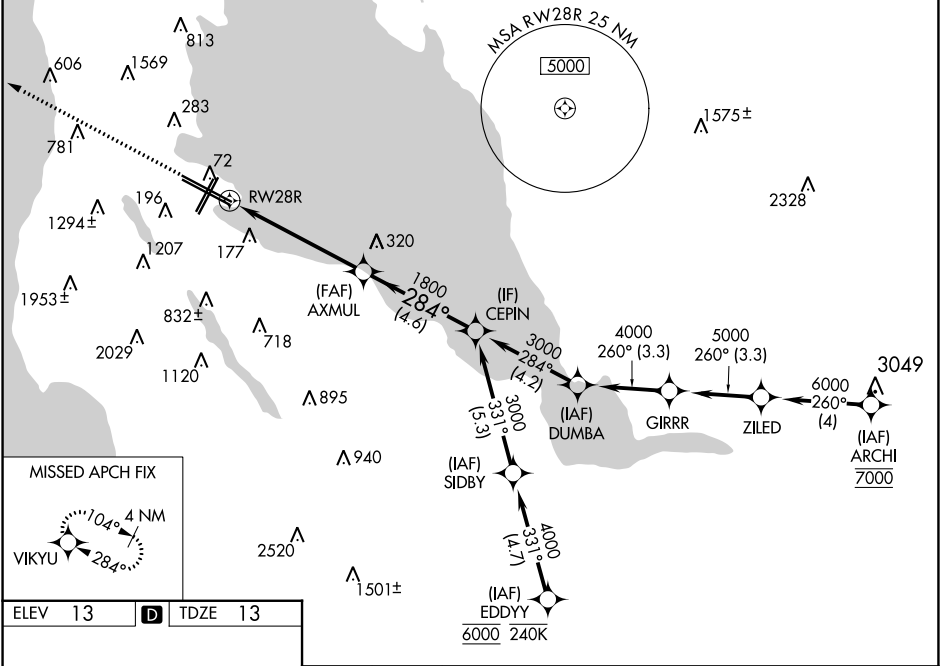 MSA RW28R 25 NM
5000
813
606
1569
283
781
72
RW28R
196
1294±
177
1207
1953±
832±
718
2029
1120
895
940
2520
1501±
1575±
2328
320
(FAF)
AXMUL
1800
284°
(4.6)
(IF)
CEPIN
3000
284°
(4.2)
(IAF)
DUMBA
4000
260° (3.3)
GIRRR
5000
260° (3.3)
ZILED
6000
260°
(4)
3049
(IAF)
ARCHI
7000
3000
331°
(5.3)
(IAF)
SIDBY
4000
331°
(4.7)
(IAF)
EDDYY
6000 240K
MISSED APCH FIX
104°
4 NM
VIKYU
284°
ELEV 13 D TDZE 13